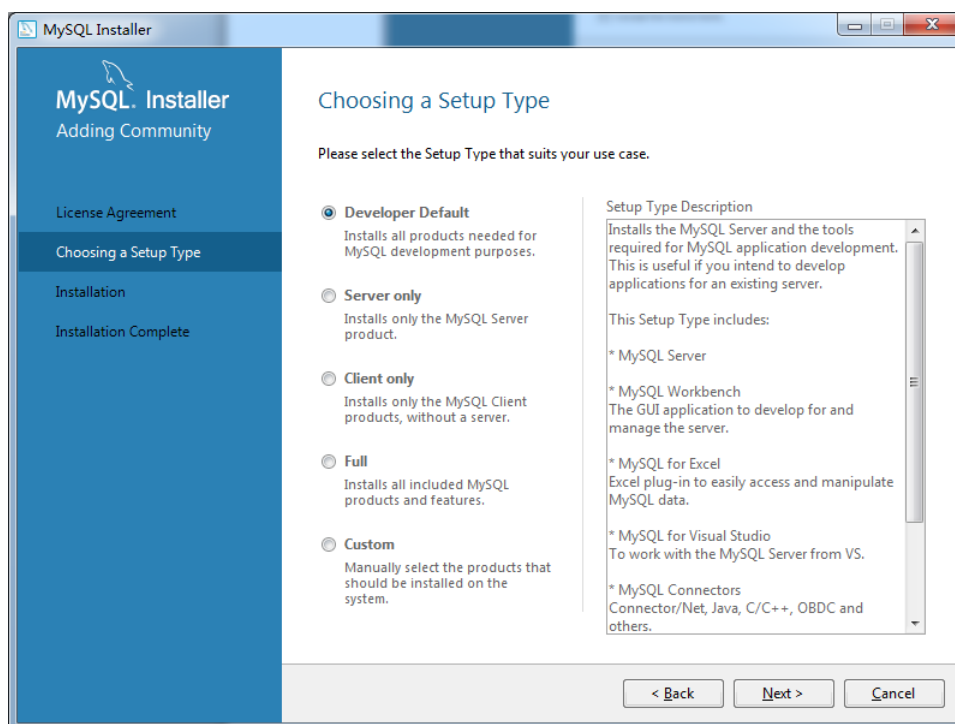 MySQL Installer
MySQL. Installer
Adding Community
License Agreement
Choosing a Setup Type
Installation
Installation Complete
Choosing a Setup Type
Please select the Setup Type that suits your use case.
Developer Default
Installs all products needed for
MySQL development purposes.
Server only
Installs only the MySQL Server
product.
Client only
Installs only the MySQL Client
products, without a server.
Full
Installs all included MySQL
products and features.
Custom
Manually select the products that
should be installed on the
system.
Setup Type Description
Installs the MySQL Server and the tools
required for MySQL application development.
This is useful if you intend to develop
applications for an existing server.
This Setup Type includes:
* MySQL Server
* MySQL Workbench
The GUI application to develop for and
manage the server.
* MySQL for Excel
Excel plug-in to easily access and manipulate
MySQL data.
* MySQL for Visual Studio
To work with the MySQL Server from VS.
* MySQL Connectors
Connector/Net, Java, C/C++, OBDC and
others.
< Back
Next >
Cancel